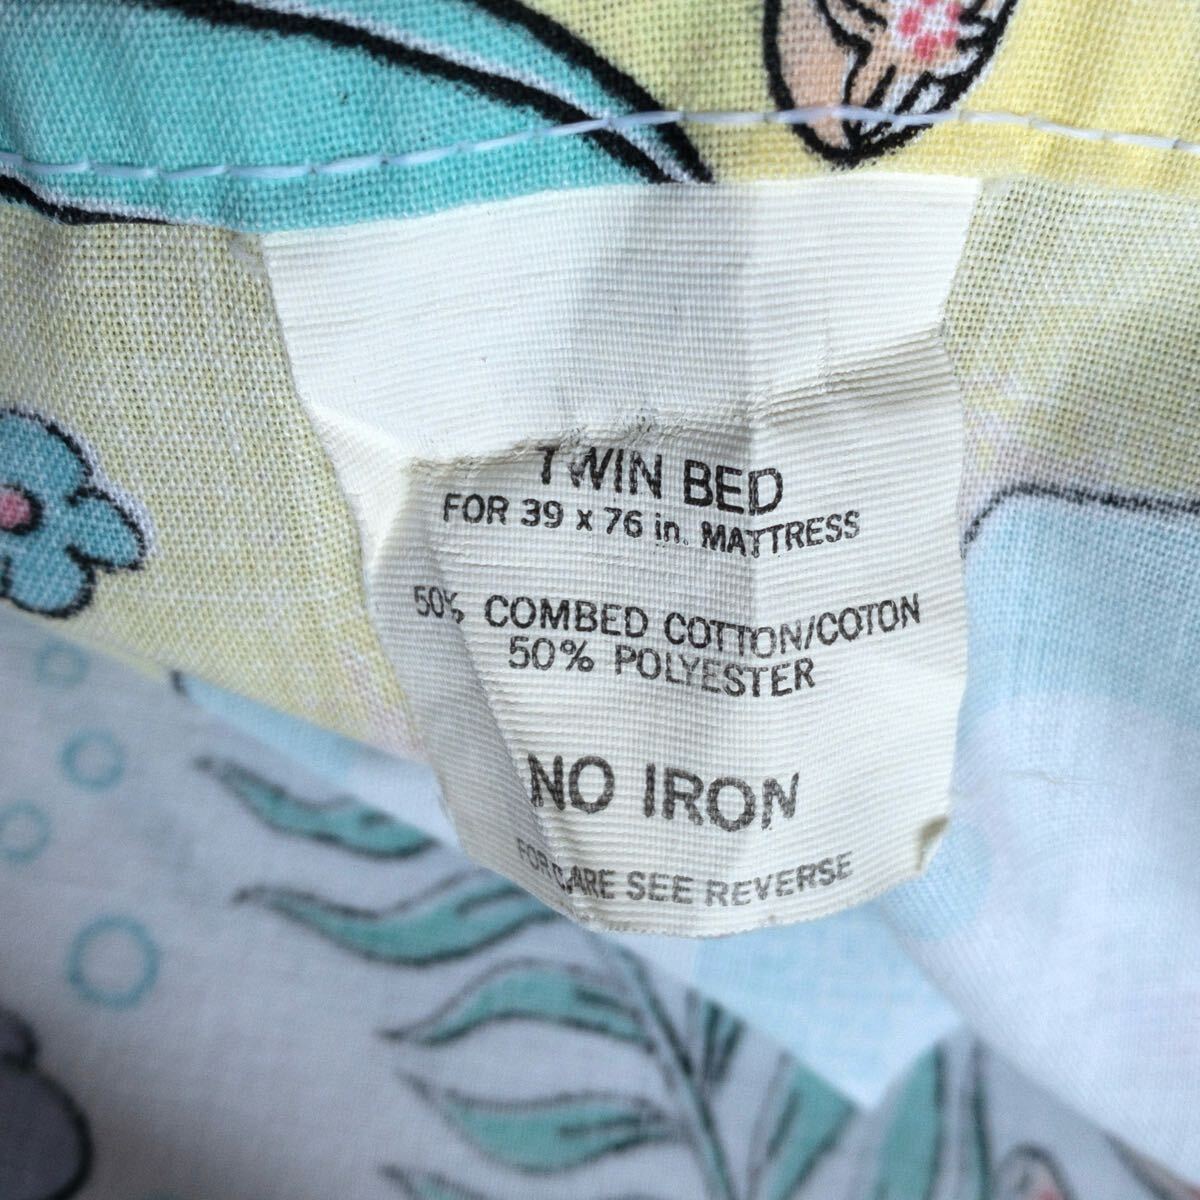 TWIN BED
FOR 39 x 76 in. MATTRESS
50% COMBED COTTON/COTON
50% POLYESTER
NO IRON
FOR CARE SEE REVERSE